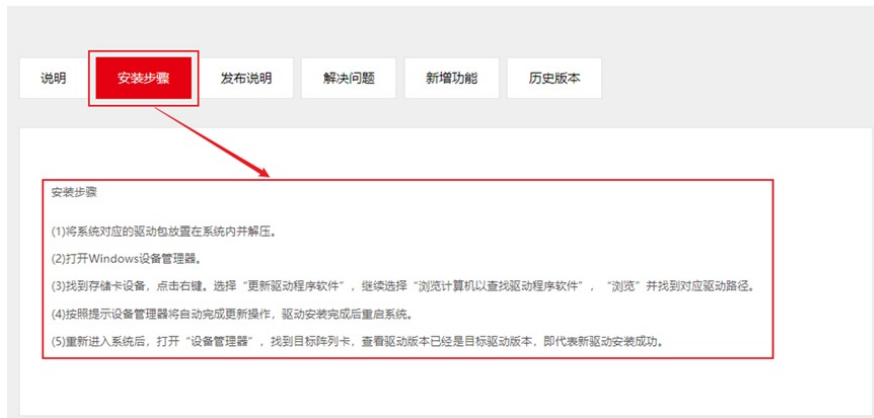 说明 安装步骤 发布说明 解决问题 新增功能 历史版本
安装步骤
(1)将系统对应的驱动包放置在系统内并解压。
(2)打开Windows设备管理器。
(3)找到存储卡设备，点击右键。选择“更新驱动程序软件”，继续选择“浏览计算机以查找驱动程序软件”，“浏览”并找到对应驱动路径。
(4)按照提示设备管理器将自动完成更新操作，驱动安装完成后重启系统。
(5)重新进入系统后，打开“设备管理器”，找到目标阵列卡，查看驱动版本已经是目标驱动版本，即代表新驱动安装成功。